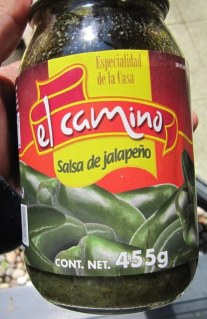 Especialidad
de la Casa
el camino
Salsa de jalapeño
CONT. NET. 455g